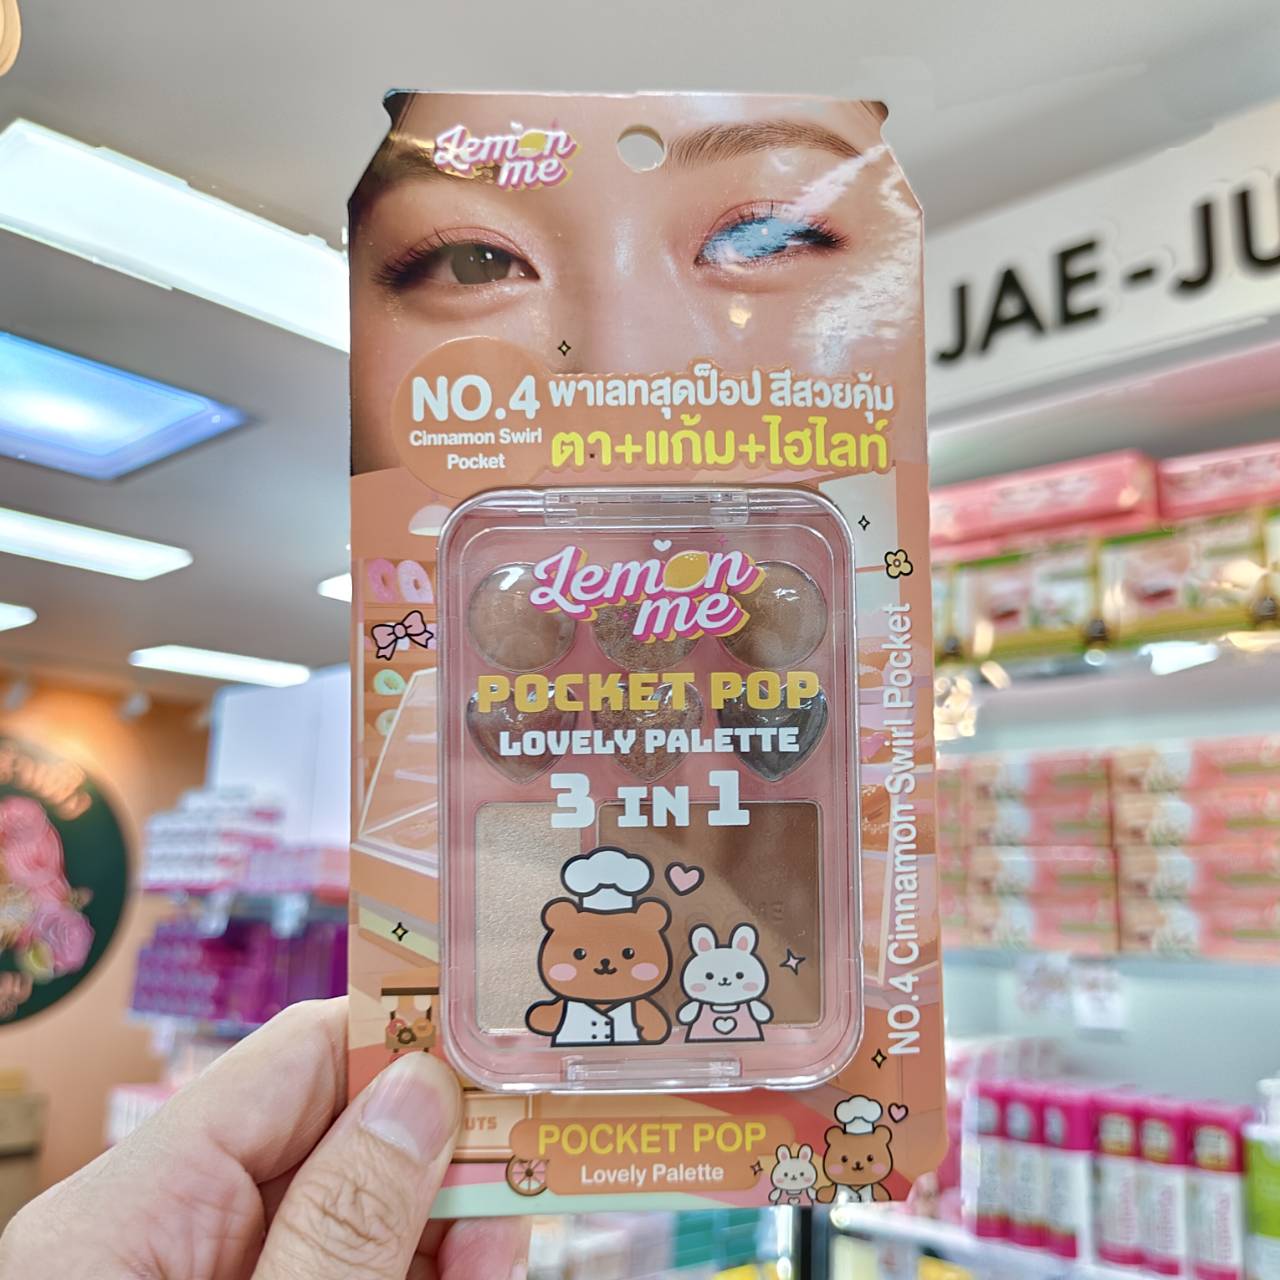 Lemon
me
JAE-JU
NO.4
Cinnamon Swirl
Pocket
พาเลทสุดป๊อป สีสวยคุ้ม
ตา+แก้ม+ไฮไลท์
Lemon
me
POCKET POP
LOVELY PALETTE
3 IN 1
NO.4 Cinnamon Swirl Pocket
UTS
POCKET POP
Lovely Palette